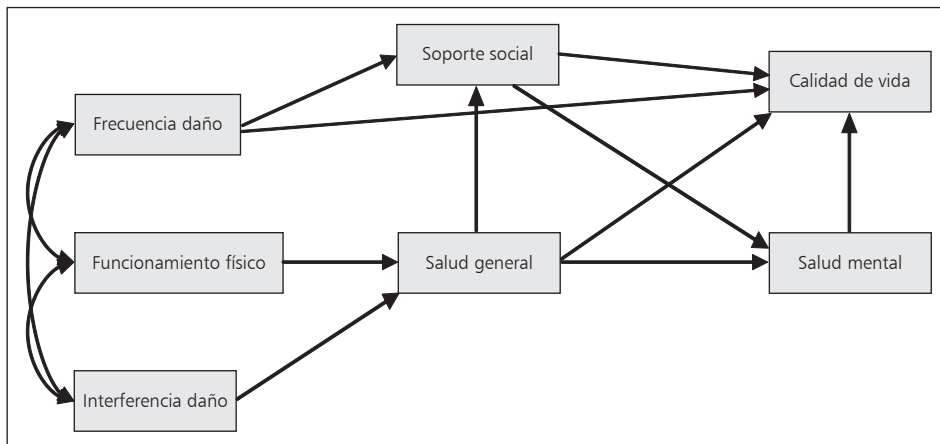 Soporte social
Calidad de vida
Frecuencia daño
Funcionamiento físico
Salud general
Salud mental
Interferencia daño